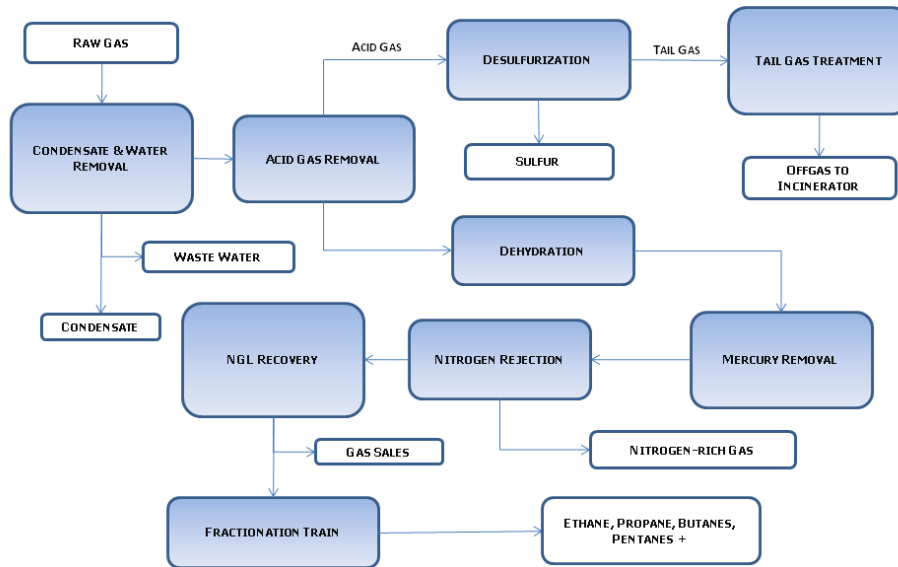 RAW GAS
ACID GAS
DESULFURIZATION
TAIL GAS
TAIL GAS TREATMENT
CONDENSATE & WATER
REMOVAL
ACID GAS REMOVAL
SULFUR
OFFGAS TO
INCINERATOR
WASTE WATER
DEHYDRATION
CONDENSATE
NGL RECOVERY
NITROGEN REJECTION
MERCURY REMOVAL
GAS SALES
NITROGEN-RICH GAS
FRACTIONATION TRAIN
ETHANE, PROPANE, BUTANES,
PENTANES +